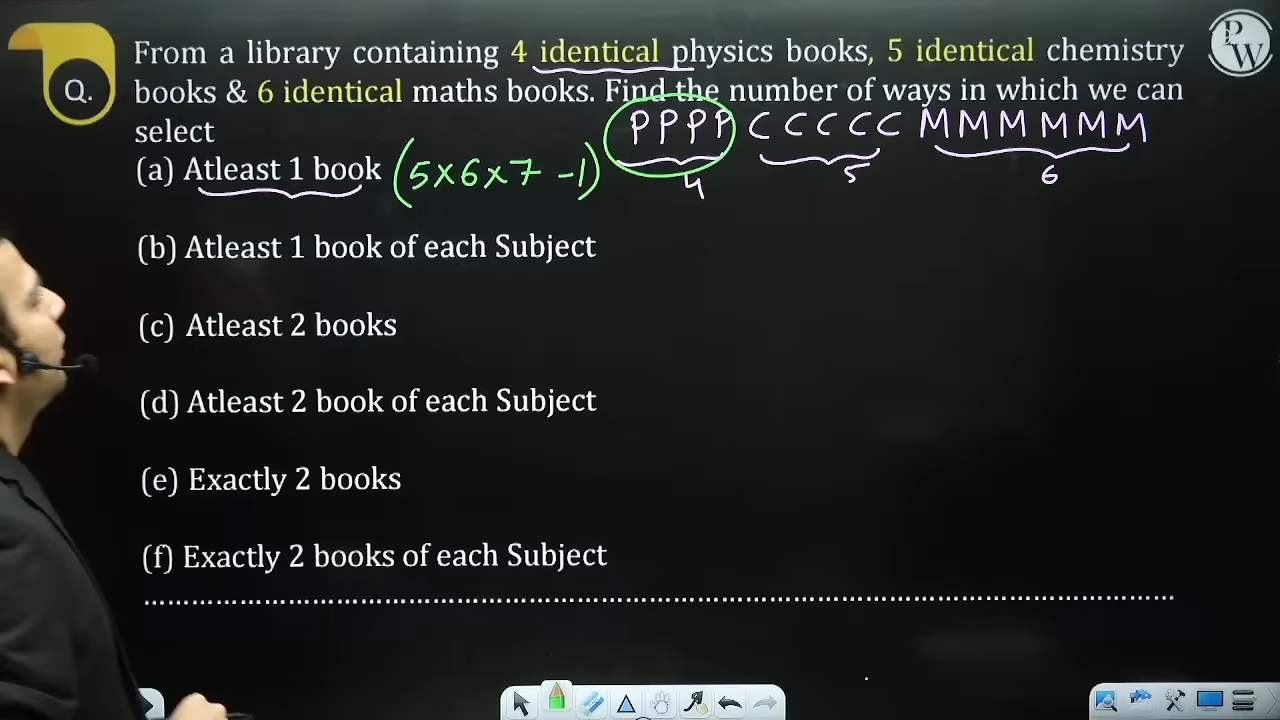 Q.
From a library containing 4 identical physics books, 5 identical chemistry
books & 6 identical maths books. Find the number of ways in which we can
select
PPPP CCCCC MMMMMM
4 5 6
(a) Atleast 1 book (5×6×7 -1)
(b) Atleast 1 book of each Subject
(c) Atleast 2 books
(d) Atleast 2 book of each Subject
(e) Exactly 2 books
(f) Exactly 2 books of each Subject
PW